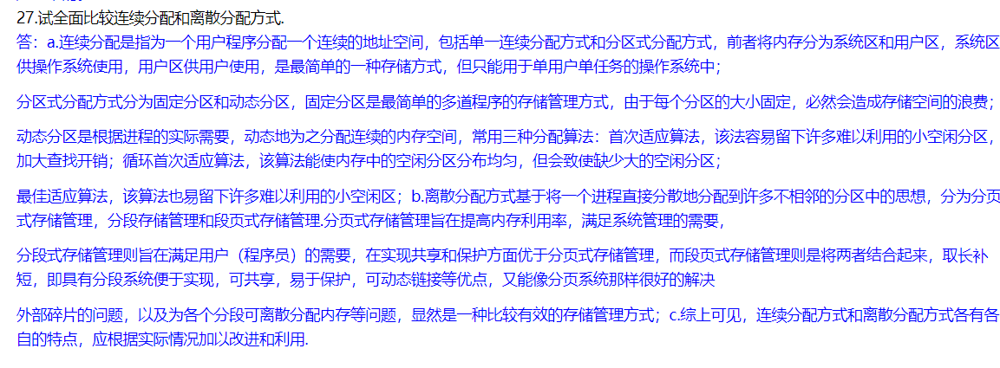 27.试全面比较连续分配和离散分配方式.
答：a.连续分配是指为一个用户程序分配一个连续的地址空间，包括单一连续分配方式和分区式分配方式，前者将内存分为系统区和用户区，系统区
供操作系统使用，用户区供用户使用，是最简单的一种存储方式，但只能用于单用户单任务的操作系统中；
分区式分配方式分为固定分区和动态分区，固定分区是最简单的多道程序的存储管理方式，由于每个分区的大小固定，必然会造成存储空间的浪费；
动态分区是根据进程的实际需要，动态地为之分配连续的内存空间，常用三种分配算法：首次适应算法，该法容易留下许多难以利用的小空闲分区，
加大查找开销；循环首次适应算法，该算法能使内存中的空闲分区分布均匀，但会致使缺少大的空闲分区；
最佳适应算法，该算法也易留下许多难以利用的小空闲区；b.离散分配方式基于将一个进程直接分散地分配到许多不相邻的分区中的思想，分为分页
式存储管理，分段存储管理和段页式存储管理.分页式存储管理旨在提高内存利用率，满足系统管理的需要，
分段式存储管理则旨在满足用户（程序员）的需要，在实现共享和保护方面优于分页式存储管理，而段页式存储管理则是将两者结合起来，取长补
短，即具有分段系统便于实现，可共享，易于保护，可动态链接等优点，又能像分页系统那样很好的解决
外部碎片的问题，以及为各个分段可离散分配内存等问题，显然是一种比较有效的存储管理方式；c.综上可见，连续分配方式和离散分配方式各有各
自的特点，应根据实际情况加以改进和利用.